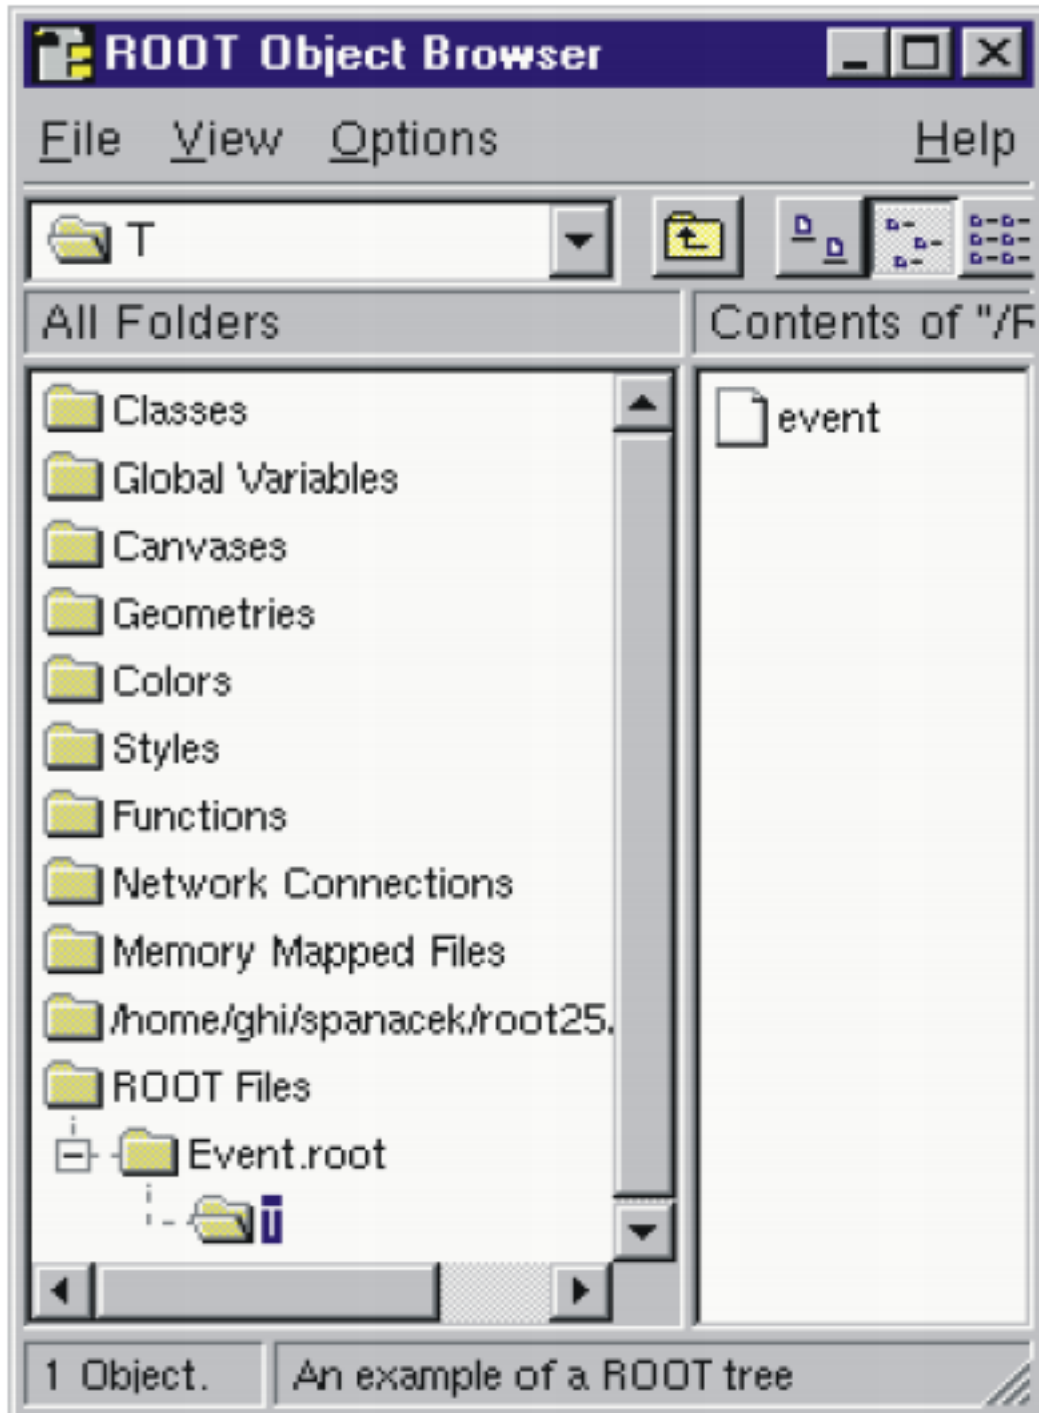 ROOT Object Browser
File View Options Help
T
All Folders
Contents of "/R
Classes
event
Global Variables
Canvases
Geometries
Colors
Styles
Functions
Network Connections
Memory Mapped Files
/home/ghi/spanacek/root25.
ROOT Files
Event.root
T
1 Object.
An example of a ROOT tree